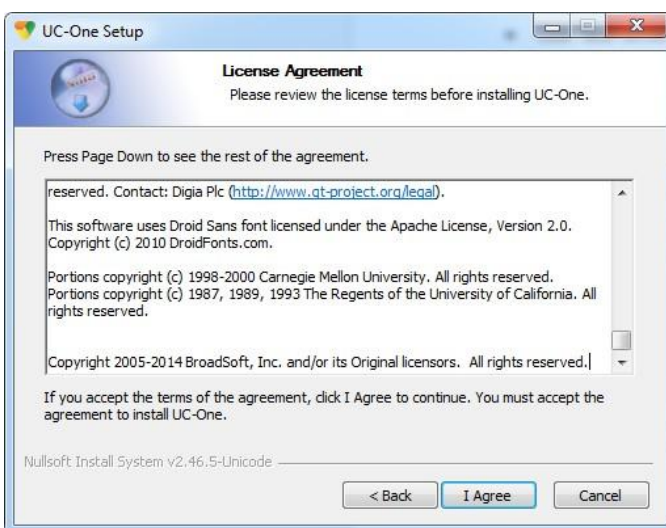 UC-One Setup
License Agreement
Please review the license terms before installing UC-One.
Press Page Down to see the rest of the agreement.
reserved. Contact: Digia Plc (http://www.qt-project.org/legal).
This software uses Droid Sans font licensed under the Apache License, Version 2.0.
Copyright (c) 2010 DroidFonts.com.
Portions copyright (c) 1998-2000 Carnegie Mellon University. All rights reserved.
Portions copyright (c) 1987, 1989, 1993 The Regents of the University of California. All
rights reserved.
Copyright 2005-2014 BroadSoft, Inc. and/or its Original licensors. All rights reserved.
If you accept the terms of the agreement, click I Agree to continue. You must accept the
agreement to install UC-One.
Nullsoft Install System v2.46.5-Unicode
< Back I Agree Cancel